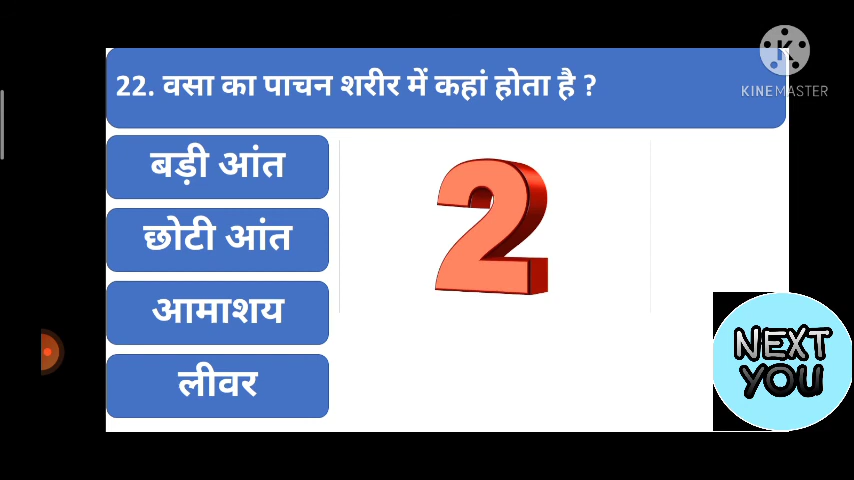 22. वसा का पाचन शरीर में कहां होता है ?
KINEMASTER
बड़ी आंत
छोटी आंत
आमाशय
लीवर
2
NEXT
YOU